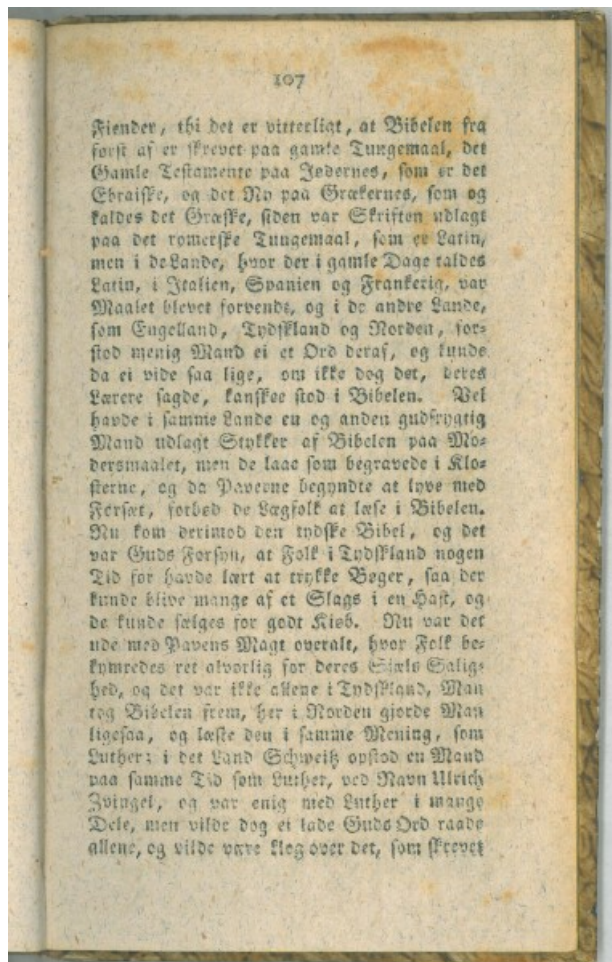 107
Fiender, thi det er vitterligt, at Bibelen fra
først af er skrevet paa gamle Tungemaal, det
Gamle Testamente paa Jødernes, som er det
Ebraiske, og det Ny paa Grækernes, som og
kaldes det Græske, siden var Skriften udlagt
paa det romerske Tungemaal, som er Latin,
men i de Lande, hvor der i gamle Dage taldes
Latin, i Italien, Spanien og Frankerig, var
Maalet blevet forvendt, og i de andre Lande,
som Engelland, Tydskland og Norden, for-
stod menig Mand ei et Ord deraf, og kunde
da ei vide saa lige, om ikke dog det, deres
Lærere sagde, kanskee stod i Bibelen. Vel
havde i samme Lande en og anden gudfrygtig
Mand udlagt Stykker af Bibelen paa Mo-
dersmaalet, men de laae som begravede i Klo-
sterne, og da Paverne begyndte at lyve med
Forsæt, forbød de Lægfolk at læse i Bibelen.
Nu kom derimod den tydske Bibel, og det
var Guds Forsyn, at Folk i Tydskland nogen
Tid før havde lært at trykke Bøger, saa der
kunde blive mange af et Slags i en Hast, og
de kunde sælges for godt Kiøb. Nu var det
ude med Pavens Magt overalt, hvor Folk be-
kymredes ret alvorlig for deres Siæls Salig-
hed, og det var ikke allene i Tydskland, Man
tog Bibelen frem, her i Norden gjorde Man
ligesaa, og læste den i samme Mening, som
Luther; i det Land Schweitz opstod en Mand
paa samme Tid som Luther, ved Navn Ulrich
Zvingel, og var enig med Luther i mange
Dele, men vilde dog ei lade Guds Ord raade
allene, og vilde være klog over det, som skrevet